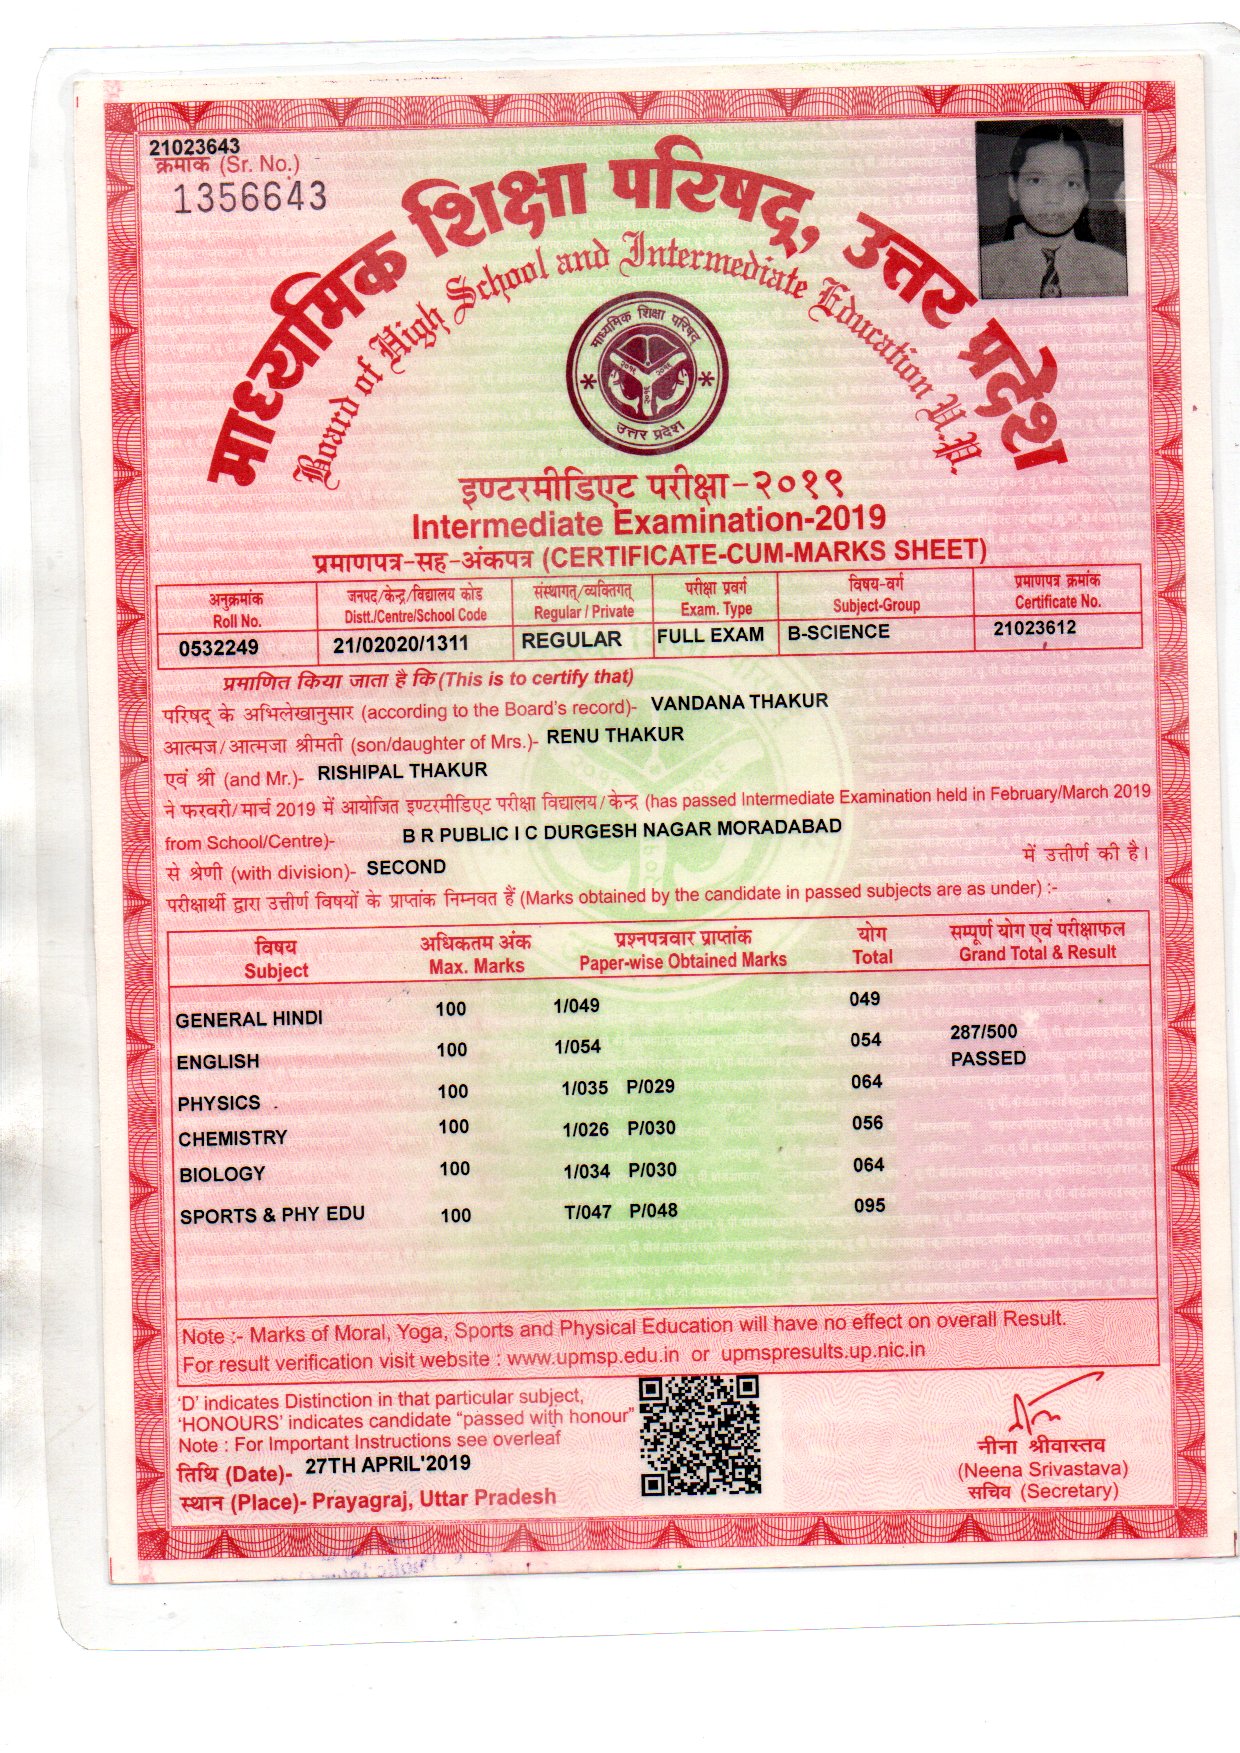 21023643
क्रमांक (Sr. No.)
1356643
माध्यमिक शिक्षा परिषद्, उत्तर प्रदेश
Board of High School and Intermediate Education U.P.
माध्यमिक शिक्षा परिषद
उत्तर प्रदेश
इण्टरमीडिएट परीक्षा-२०१९
Intermediate Examination-2019
प्रमाणपत्र-सह-अंकपत्र (CERTIFICATE-CUM-MARKS SHEET)
अनुक्रमांक जनपद/केन्द्र/विद्यालय कोड संस्थागत्/व्यक्तिगत् परीक्षा प्रवर्ग विषय-वर्ग प्रमाणपत्र क्रमांक
Roll No. Distt./Centre/School Code Regular / Private Exam. Type Subject-Group Certificate No.
0532249 21/02020/1311 REGULAR FULL EXAM B-SCIENCE 21023612
प्रमाणित किया जाता है कि (This is to certify that)
परिषद् के अभिलेखानुसार (according to the Board's record)- VANDANA THAKUR
आत्मज/आत्मजा श्रीमती (son/daughter of Mrs.)- RENU THAKUR
एवं श्री (and Mr.)- RISHIPAL THAKUR
ने फरवरी/मार्च 2019 में आयोजित इण्टरमीडिएट परीक्षा विद्यालय/केन्द्र (has passed Intermediate Examination held in February/March 2019
from School/Centre)- B R PUBLIC I C DURGESH NAGAR MORADABAD
से श्रेणी (with division)- SECOND में उत्तीर्ण की है।
परीक्षार्थी द्वारा उत्तीर्ण विषयों के प्राप्तांक निम्नवत हैं (Marks obtained by the candidate in passed subjects are as under) :-
विषय अधिकतम अंक प्रश्नपत्रवार प्राप्तांक योग सम्पूर्ण योग एवं परीक्षाफल
Subject Max. Marks Paper-wise Obtained Marks Total Grand Total & Result
GENERAL HINDI 100 1/049 049
ENGLISH 100 1/054 054 287/500
PASSED
PHYSICS 100 1/035 P/029 064
CHEMISTRY 100 1/026 P/030 056
BIOLOGY 100 1/034 P/030 064
SPORTS & PHY EDU 100 T/047 P/048 095
Note :- Marks of Moral, Yoga, Sports and Physical Education will have no effect on overall Result.
For result verification visit website : www.upmsp.edu.in or upmspresults.up.nic.in
'D' indicates Distinction in that particular subject,
'HONOURS' indicates candidate "passed with honour"
Note : For Important Instructions see overleaf
तिथि (Date)- 27TH APRIL'2019
स्थान (Place)- Prayagraj, Uttar Pradesh
नीना श्रीवास्तव
(Neena Srivastava)
सचिव (Secretary)